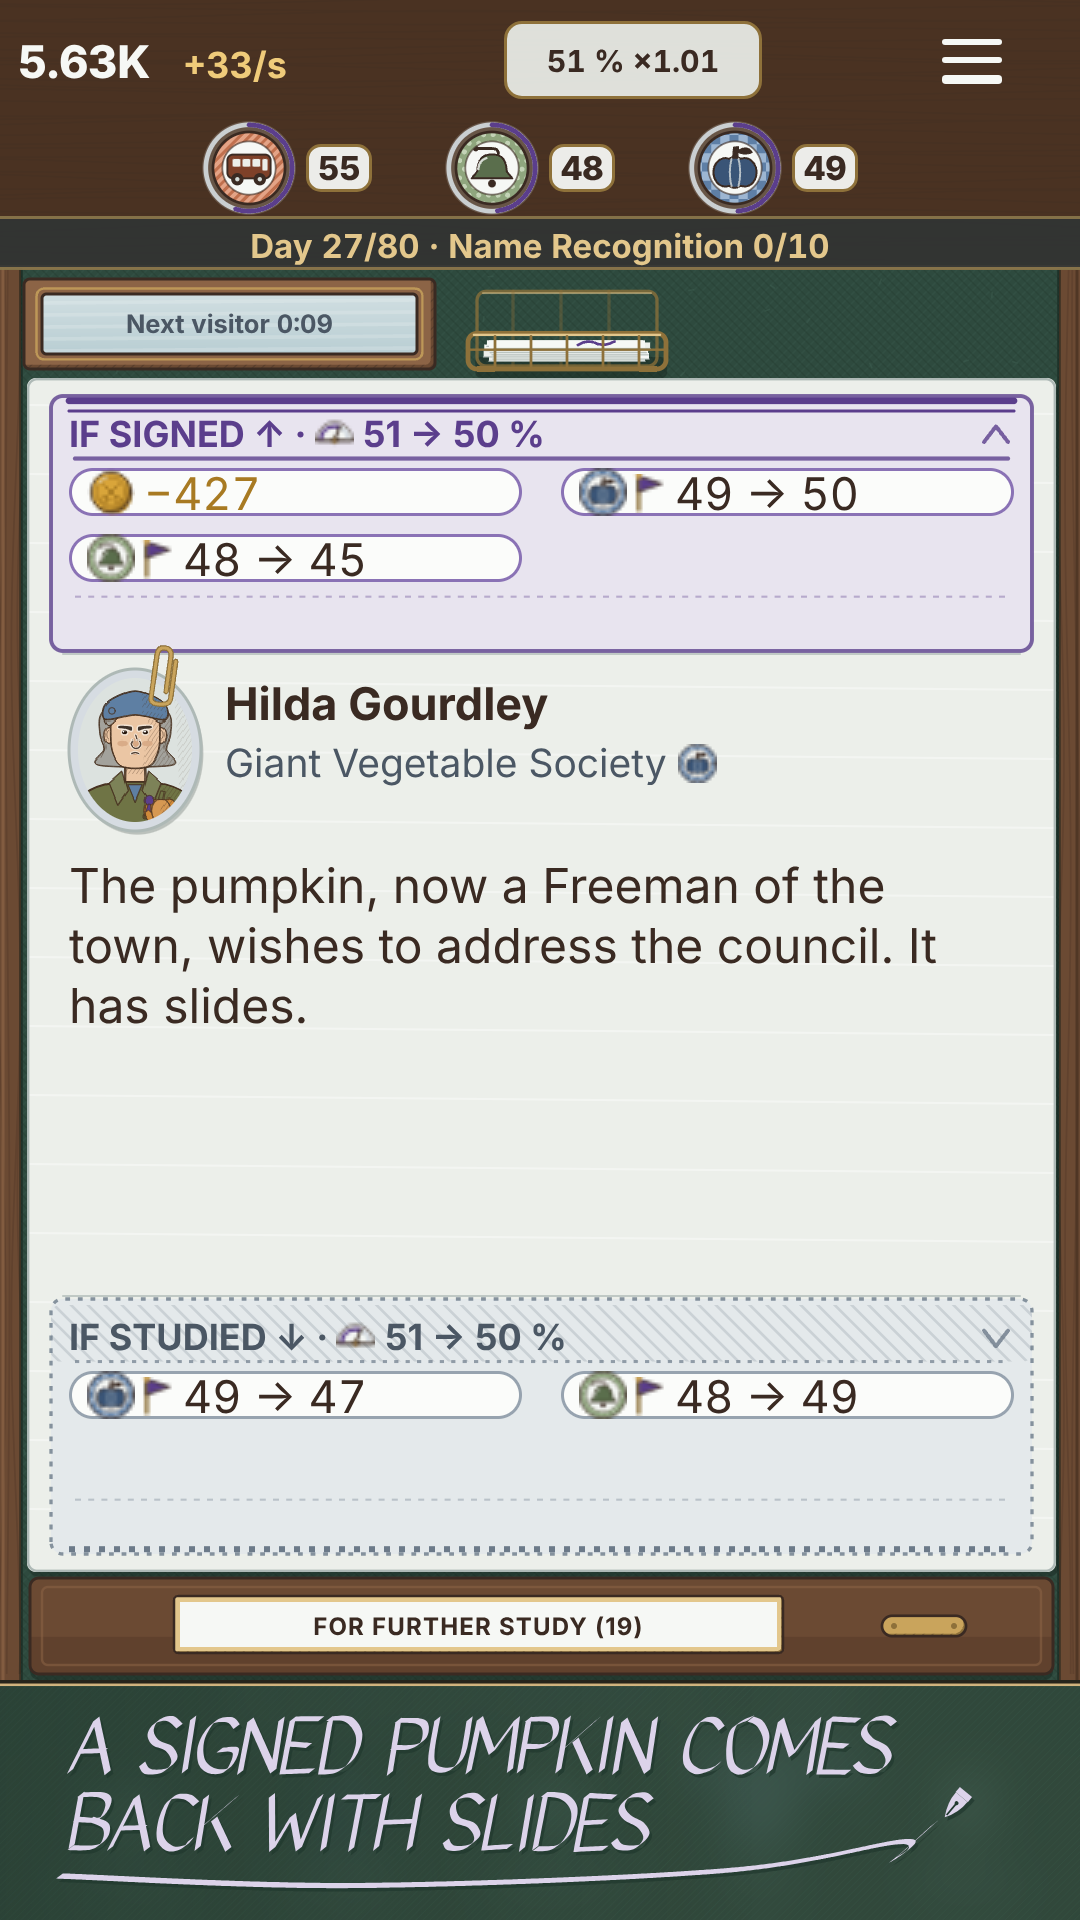 5.63K +33/s 51 % ×1.01
55 48 49
Day 27/80 · Name Recognition 0/10
Next visitor 0:09
IF SIGNED ↑ · 51 → 50 %
−427 49 → 50
48 → 45
Hilda Gourdley
Giant Vegetable Society
The pumpkin, now a Freeman of the
town, wishes to address the council. It
has slides.
IF STUDIED ↓ · 51 → 50 %
49 → 47 48 → 49
FOR FURTHER STUDY (19)
A SIGNED PUMPKIN COMES
BACK WITH SLIDES